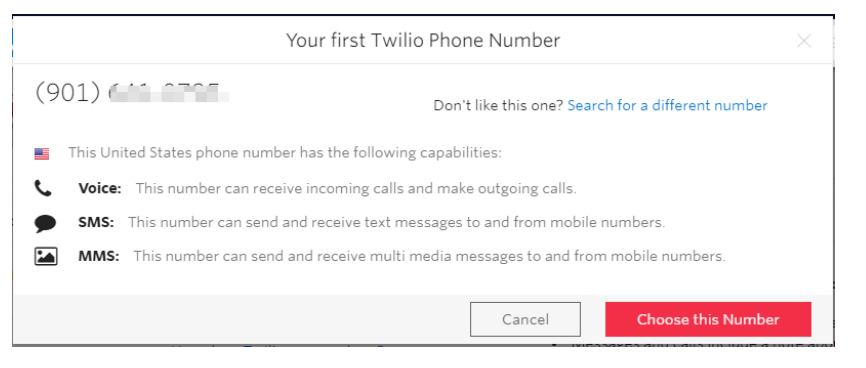 Your first Twilio Phone Number
(901)
Don't like this one? Search for a different number
This United States phone number has the following capabilities:
Voice: This number can receive incoming calls and make outgoing calls.
SMS: This number can send and receive text messages to and from mobile numbers.
MMS: This number can send and receive multi media messages to and from mobile numbers.
Cancel
Choose this Number